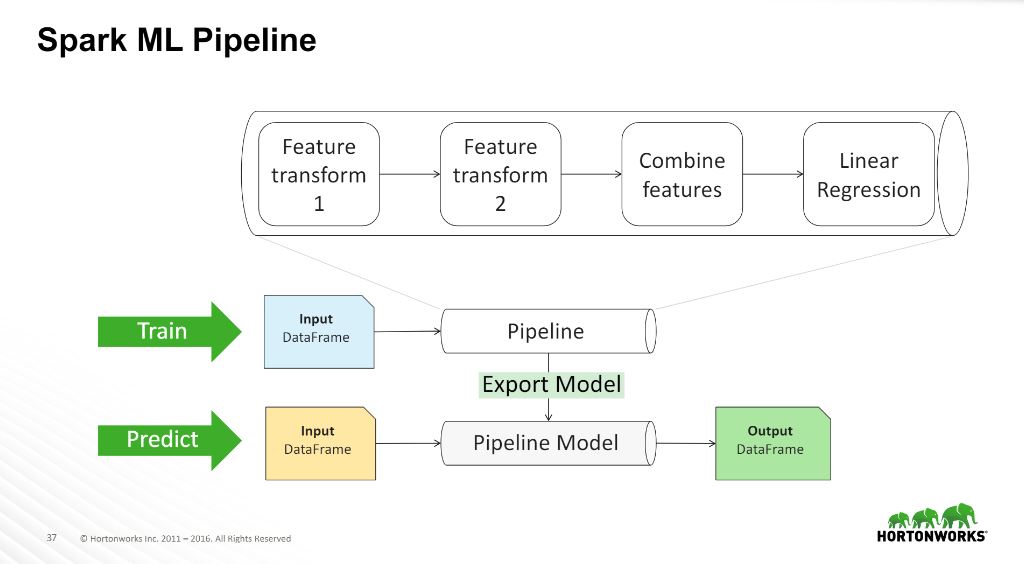 Spark ML Pipeline
Feature
transform
1
Feature
transform
2
Combine
features
Linear
Regression
Train
Input
DataFrame
Pipeline
Export Model
Predict
Input
DataFrame
Pipeline Model
Output
DataFrame
37 © Hortonworks Inc. 2011 – 2016. All Rights Reserved
HORTONWORKS®